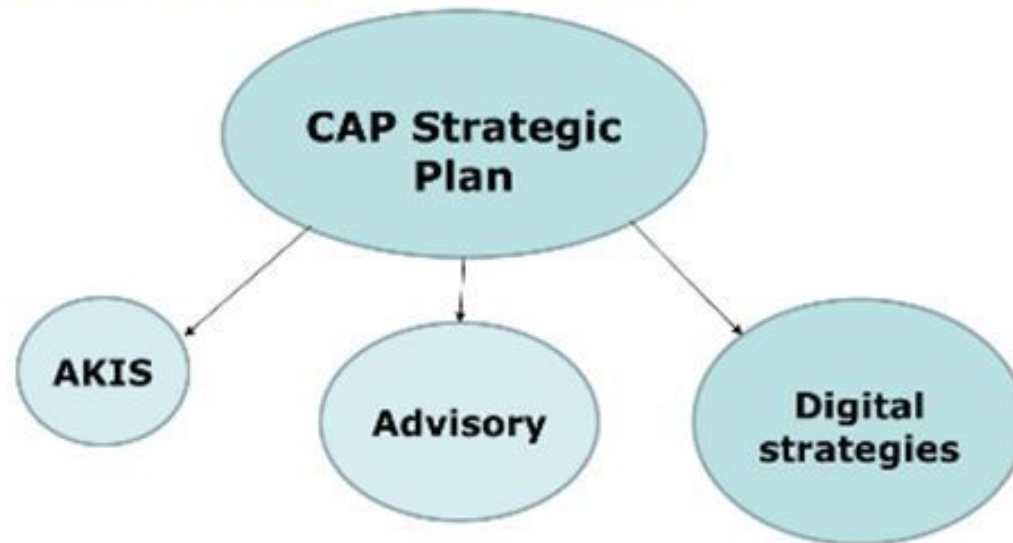 CAP Strategic
Plan
AKIS
Advisory
Digital
strategies